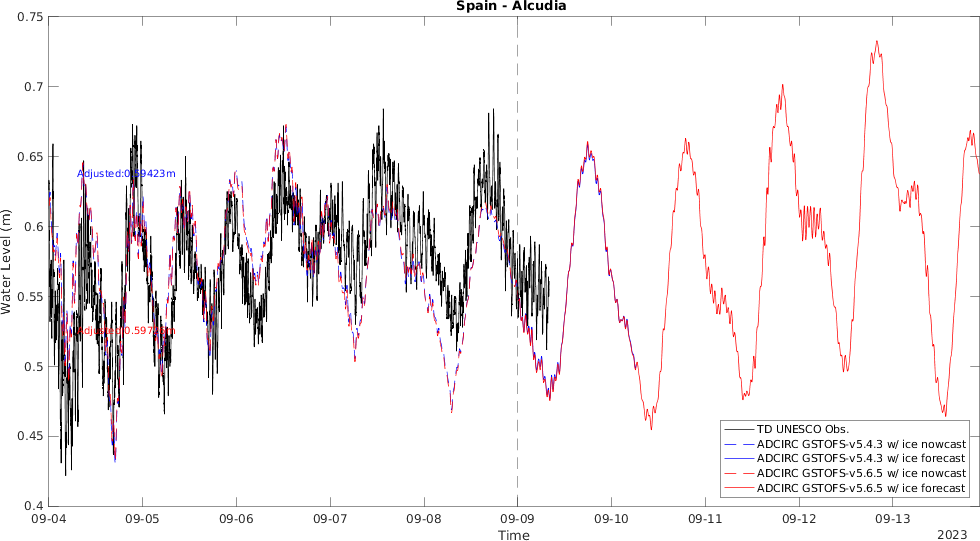 Spain - Alcudia
Water Level (m)
0.75
0.7
0.65
0.6
0.55
0.5
0.45
0.4
Adjusted:0.59423m
TD UNESCO Obs.
ADCIRC GSTOFS-v5.4.3 w/ ice nowcast
ADCIRC GSTOFS-v5.4.3 w/ ice forecast
ADCIRC GSTOFS-v5.6.5 w/ ice nowcast
ADCIRC GSTOFS-v5.6.5 w/ ice forecast
09-04 09-05 09-06 09-07 09-08 09-09 09-10 09-11 09-12 09-13
Time
2023